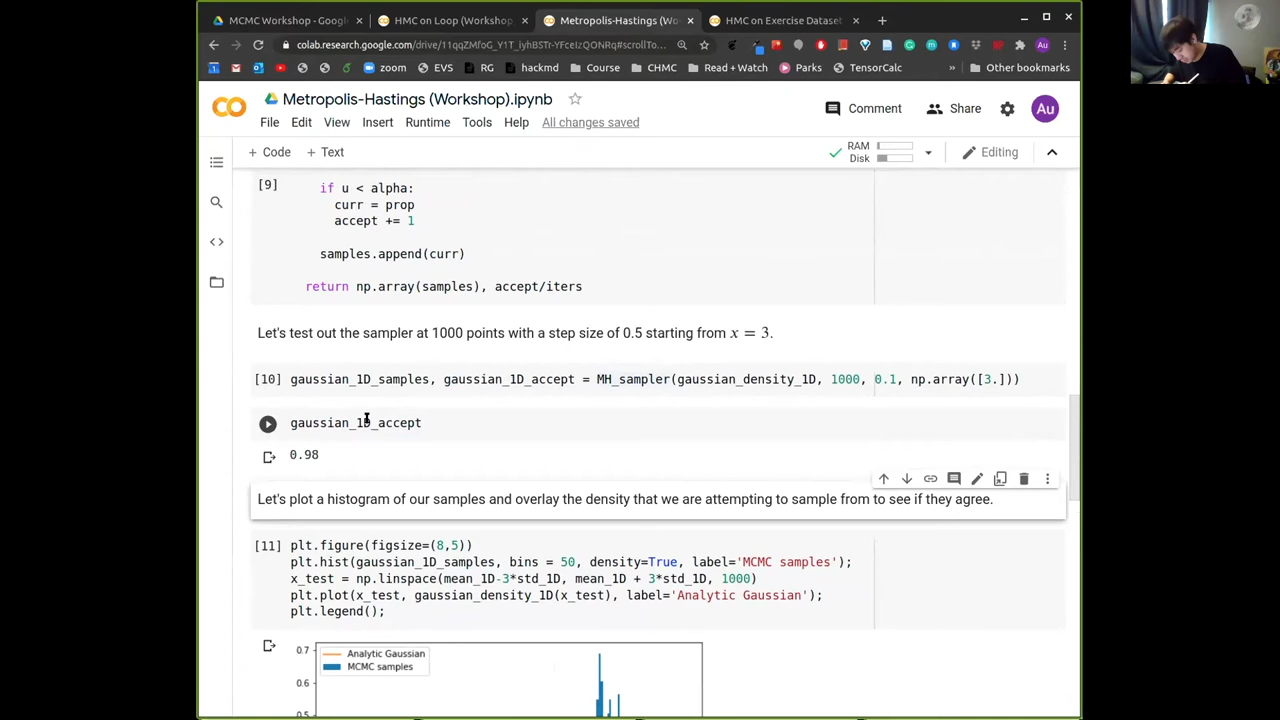 MCMC Workshop - Google
HMC on Loop (Workshop
Metropolis-Hastings (Wo
HMC on Exercise Dataset
colab.research.google.com/drive/
zoom
EVS
RG
hackmd
Course
CHMC
Read + Watch
Parks
TensorCalc
»
Other bookmarks
Metropolis-Hastings (Workshop).ipynb
Comment
Share
Au
File Edit View Insert Runtime Tools Help All changes saved
+ Code + Text
RAM
Disk
Editing
[9]
if u < alpha:
curr = prop
accept += 1
samples.append(curr)
return np.array(samples), accept/iters
Let's test out the sampler at 1000 points with a step size of 0.5 starting from x = 3.
[10] gaussian_1D_samples, gaussian_1D_accept = MH_sampler(gaussian_density_1D, 1000, 0.1, np.array([3.]))
gaussian_1D_accept
0.98
Let's plot a histogram of our samples and overlay the density that we are attempting to sample from to see if they agree.
[11] plt.figure(figsize=(8,5))
plt.hist(gaussian_1D_samples, bins = 50, density=True, label='MCMC samples');
x_test = np.linspace(mean_1D-3*std_1D, mean_1D + 3*std_1D, 1000)
plt.plot(x_test, gaussian_density_1D(x_test), label='Analytic Gaussian');
plt.legend();
0.7
Analytic Gaussian
MCMC samples
0.6
0.5